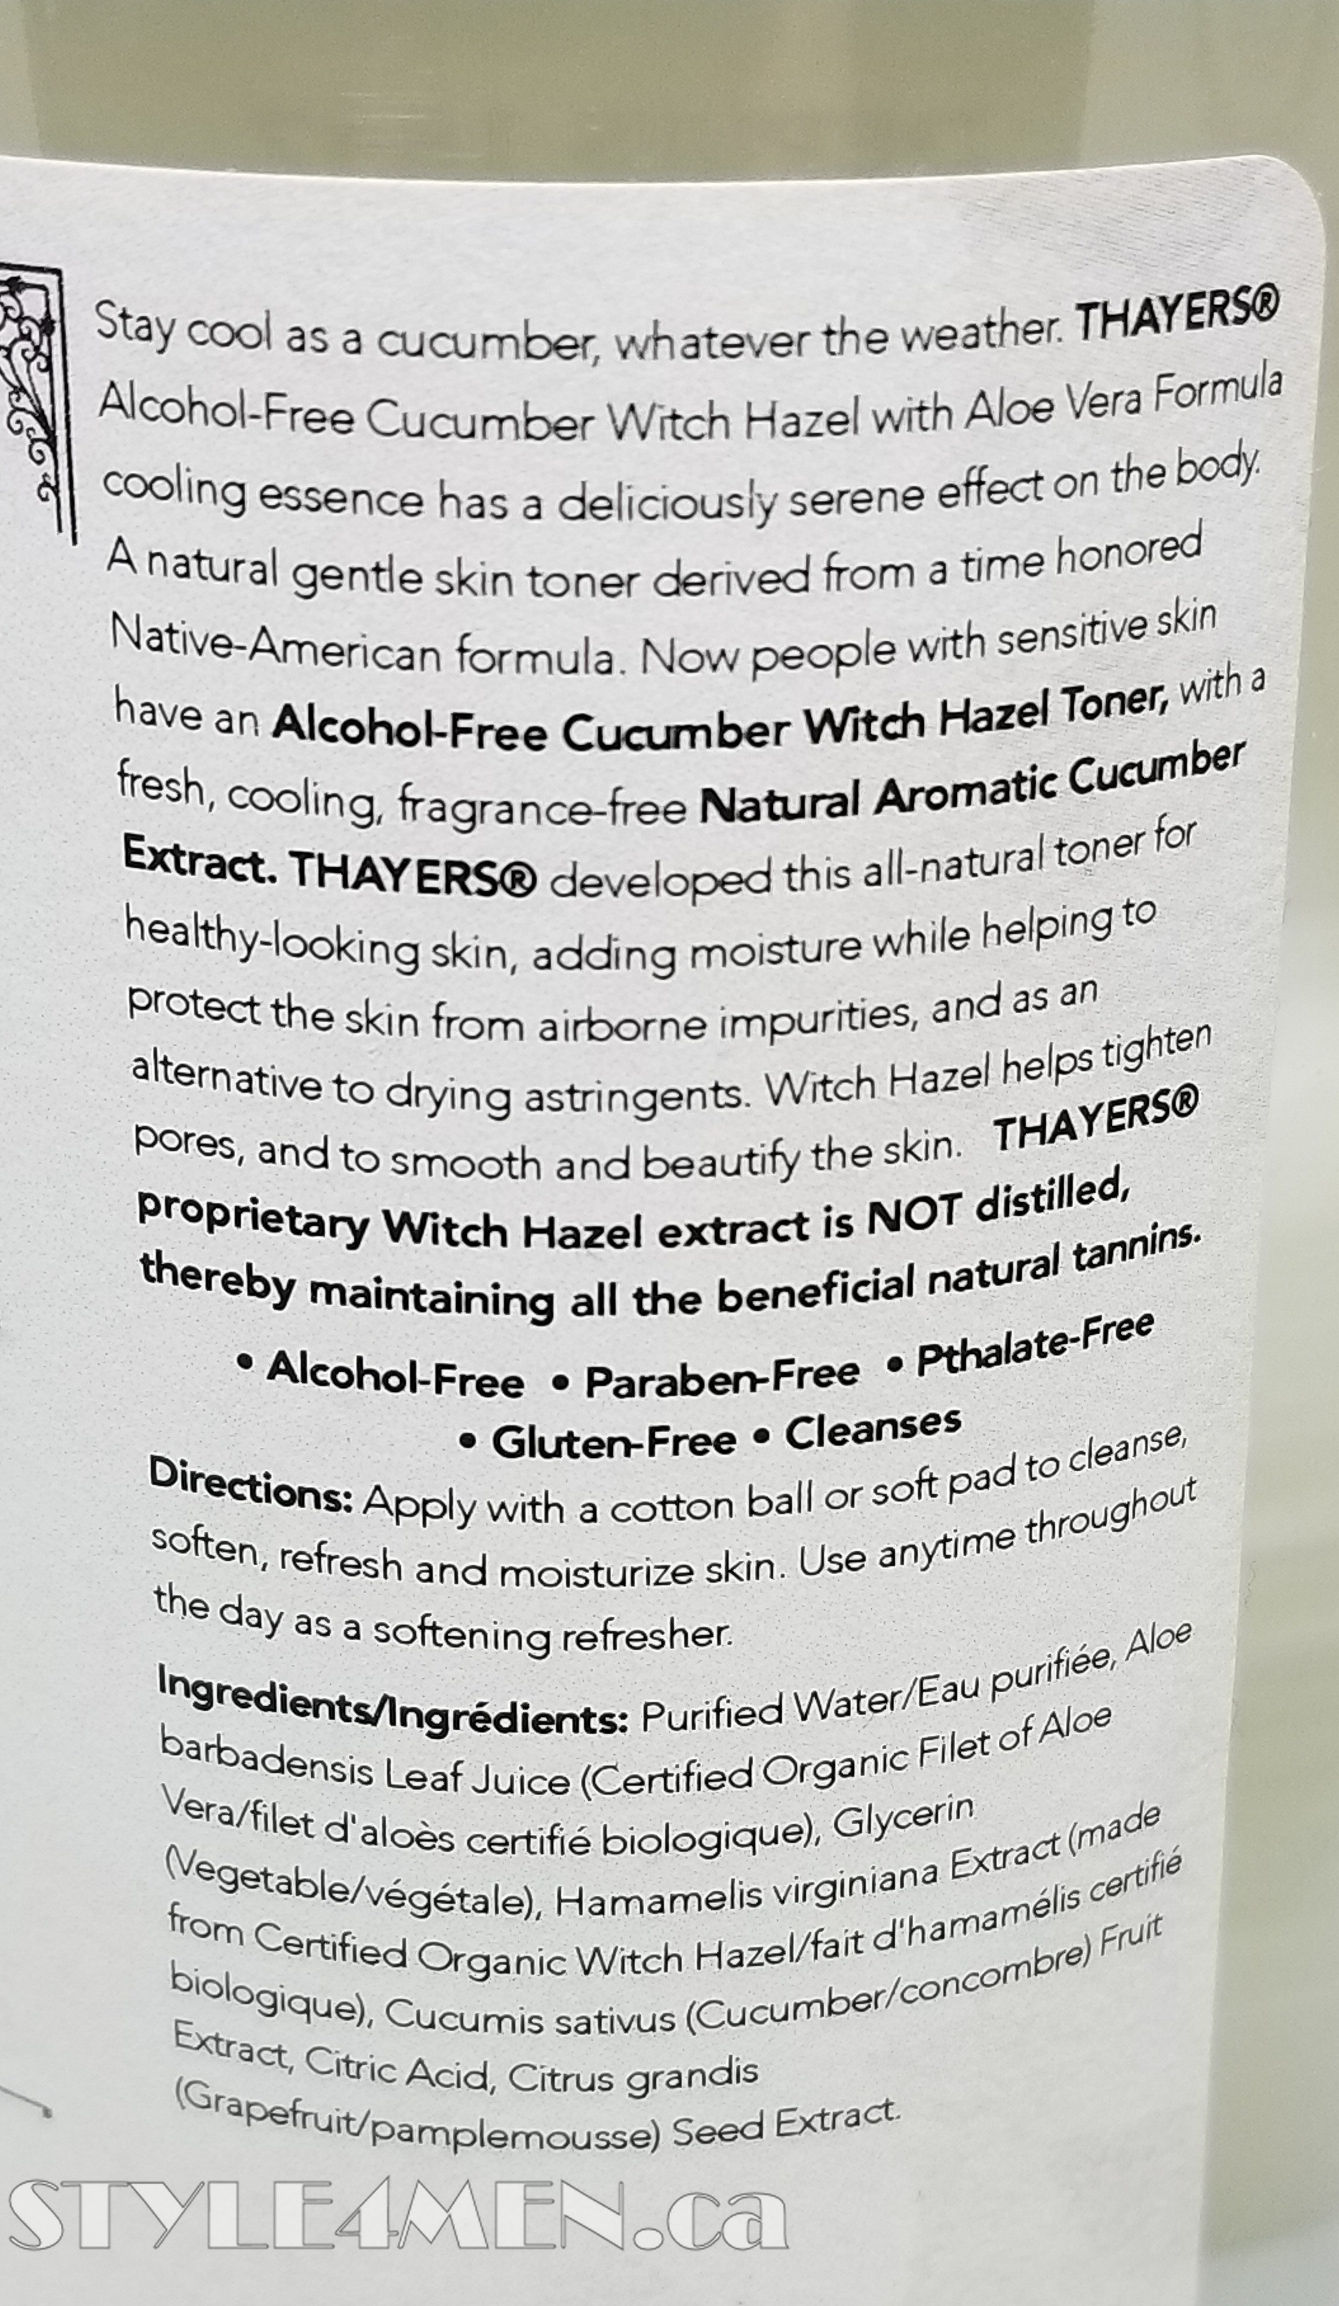 Stay cool as a cucumber, whatever the weather. THAYERS®
Alcohol-Free Cucumber Witch Hazel with Aloe Vera Formula
cooling essence has a deliciously serene effect on the body.
A natural gentle skin toner derived from a time honored
Native-American formula. Now people with sensitive skin
have an Alcohol-Free Cucumber Witch Hazel Toner, with a
fresh, cooling, fragrance-free Natural Aromatic Cucumber
Extract. THAYERS® developed this all-natural toner for
healthy-looking skin, adding moisture while helping to
protect the skin from airborne impurities, and as an
alternative to drying astringents. Witch Hazel helps tighten
pores, and to smooth and beautify the skin. THAYERS®
proprietary Witch Hazel extract is NOT distilled,
thereby maintaining all the beneficial natural tannins.
• Alcohol-Free • Paraben-Free • Pthalate-Free
• Gluten-Free • Cleanses
Directions: Apply with a cotton ball or soft pad to cleanse,
soften, refresh and moisturize skin. Use anytime throughout
the day as a softening refresher.
Ingredients/Ingrédients: Purified Water/Eau purifiée, Aloe
barbadensis Leaf Juice (Certified Organic Filet of Aloe
Vera/filet d'aloès certifié biologique), Glycerin
(Vegetable/végétale), Hamamelis virginiana Extract (made
from Certified Organic Witch Hazel/fait d'hamamélis certifié
biologique), Cucumis sativus (Cucumber/concombre) Fruit
Extract, Citric Acid, Citrus grandis
(Grapefruit/pamplemousse) Seed Extract.
STYLE4MEN.ca